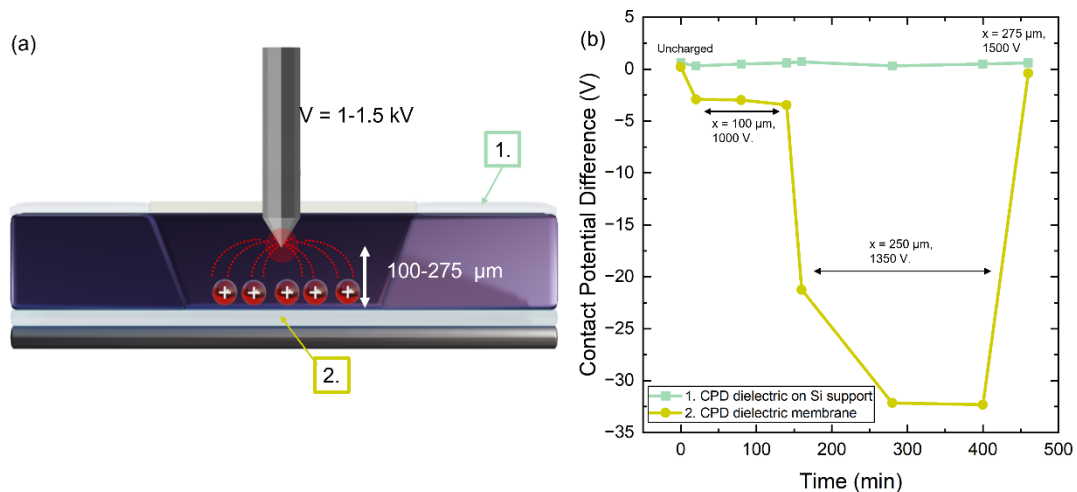 (a)
V = 1-1.5 kV
1.
100-275 μm
+ + + + +
2.
(b)
Contact Potential Difference (V)
5
0
−5
−10
−15
−20
−25
−30
−35
Uncharged
x = 275 μm,
1500 V
x = 100 μm,
1000 V.
x = 250 μm,
1350 V.
1. CPD dielectric on Si support
2. CPD dielectric membrane
0 100 200 300 400 500
Time (min)